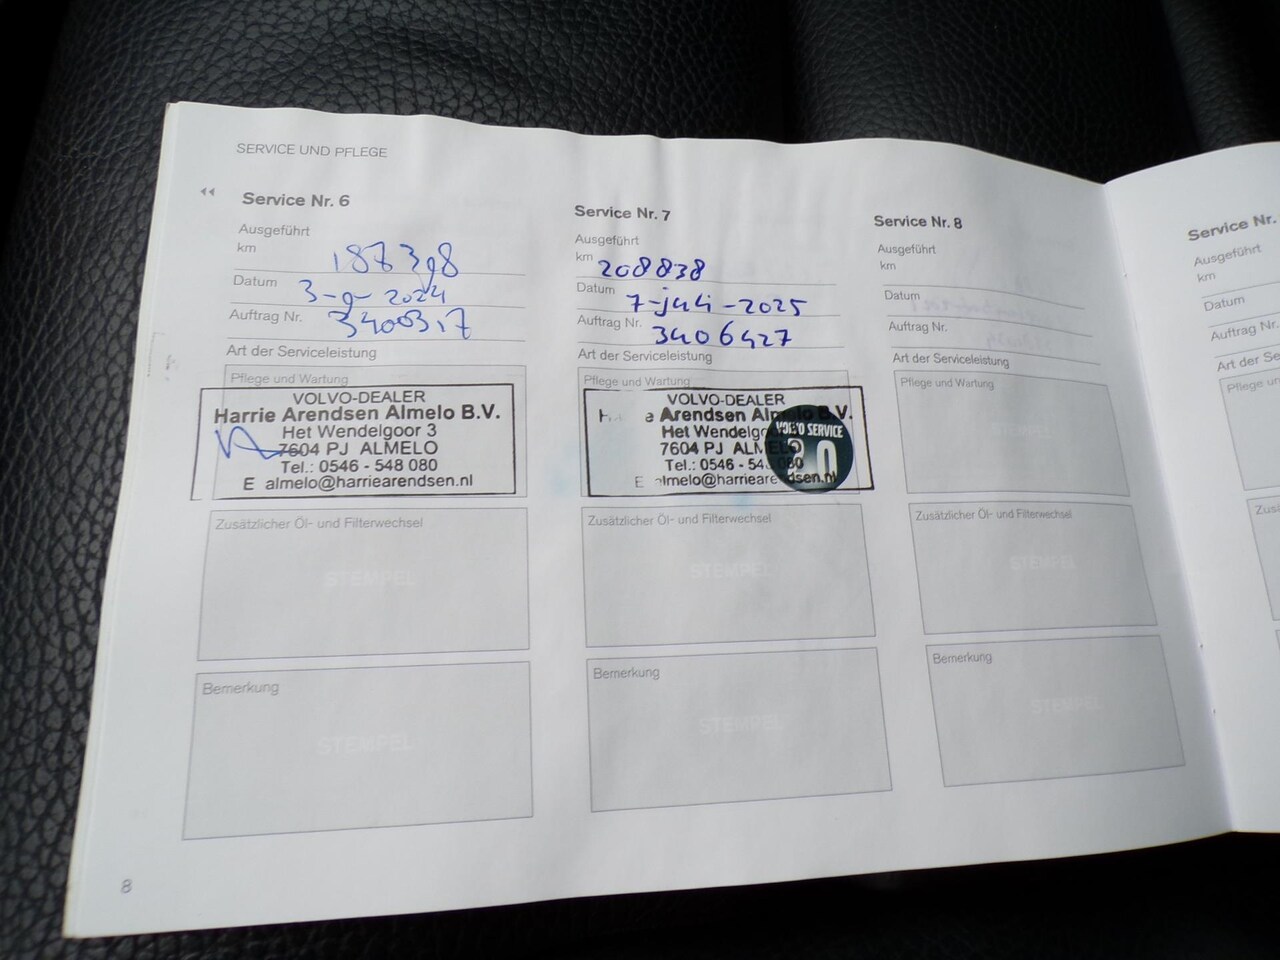 SERVICE UND PFLEGE
Service Nr. 6
Ausgeführt
km 187398
Datum 3-9-2024
Auftrag Nr. 3400317
Art der Serviceleistung
Pflege und Wartung
VOLVO-DEALER
Harrie Arendsen Almelo B.V.
Het Wendelgoor 3
7604 PJ ALMELO
Tel.: 0546 - 548 080
E almelo@harriearendsen.nl
Zusätzlicher Öl- und Filterwechsel
STEMPEL
Bemerkung
STEMPEL
Service Nr. 7
Ausgeführt
km 208838
Datum 7-juli-2025
Auftrag Nr. 3406427
Art der Serviceleistung
Pflege und Wartung
VOLVO-DEALER
Arendsen B.V.
Het
7604 PJ
Tel.: 0546 -
E
VOLVO SERVICE
Zusätzlicher Öl- und Filterwechsel
STEMPEL
Bemerkung
STEMPEL
Service Nr. 8
Ausgeführt
km
Datum
Auftrag Nr.
Art der Serviceleistung
Pflege und Wartung
Zusätzlicher Öl- und Filterwechsel
STEMPEL
Bemerkung
STEMPEL
Service Nr.
Ausgeführt
km
Datum
Auftrag Nr.
Art der
Pflege
8